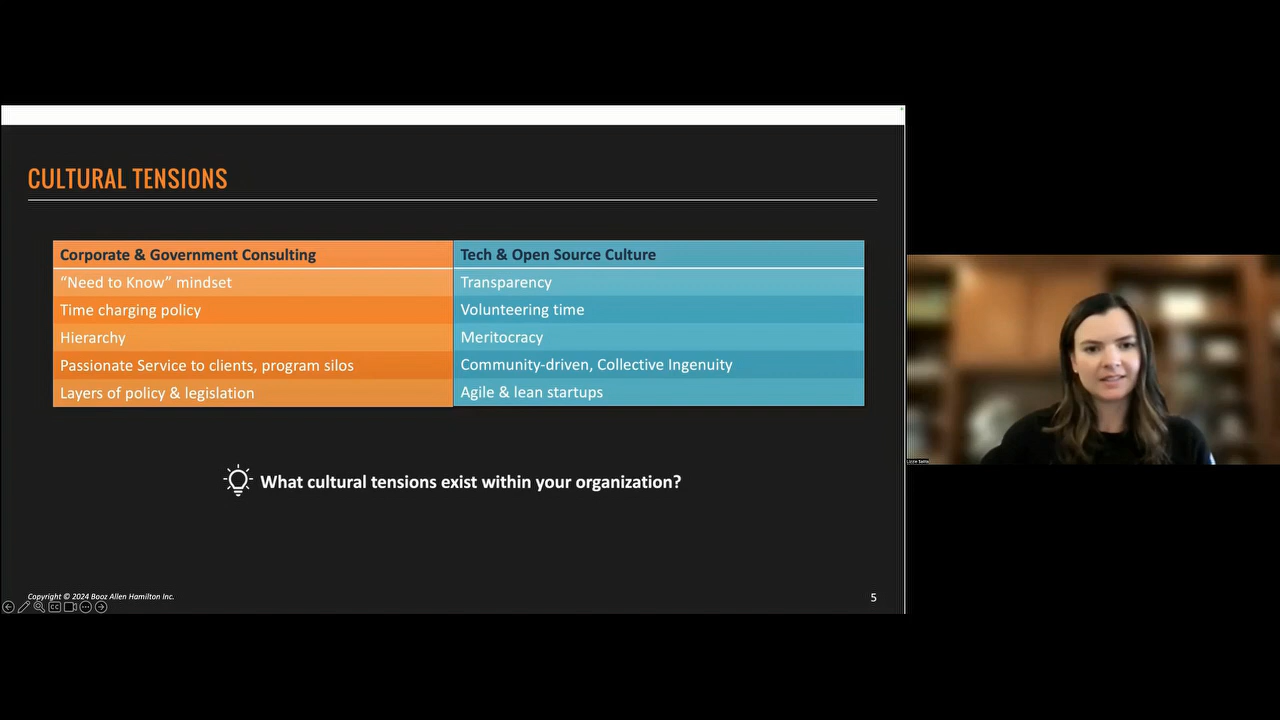 CULTURAL TENSIONS
Corporate & Government Consulting
Tech & Open Source Culture
“Need to Know” mindset
Transparency
Time charging policy
Volunteering time
Hierarchy
Meritocracy
Passionate Service to clients, program silos
Community-driven, Collective Ingenuity
Layers of policy & legislation
Agile & lean startups
What cultural tensions exist within your organization?
Copyright © 2024 Booz Allen Hamilton Inc.
5